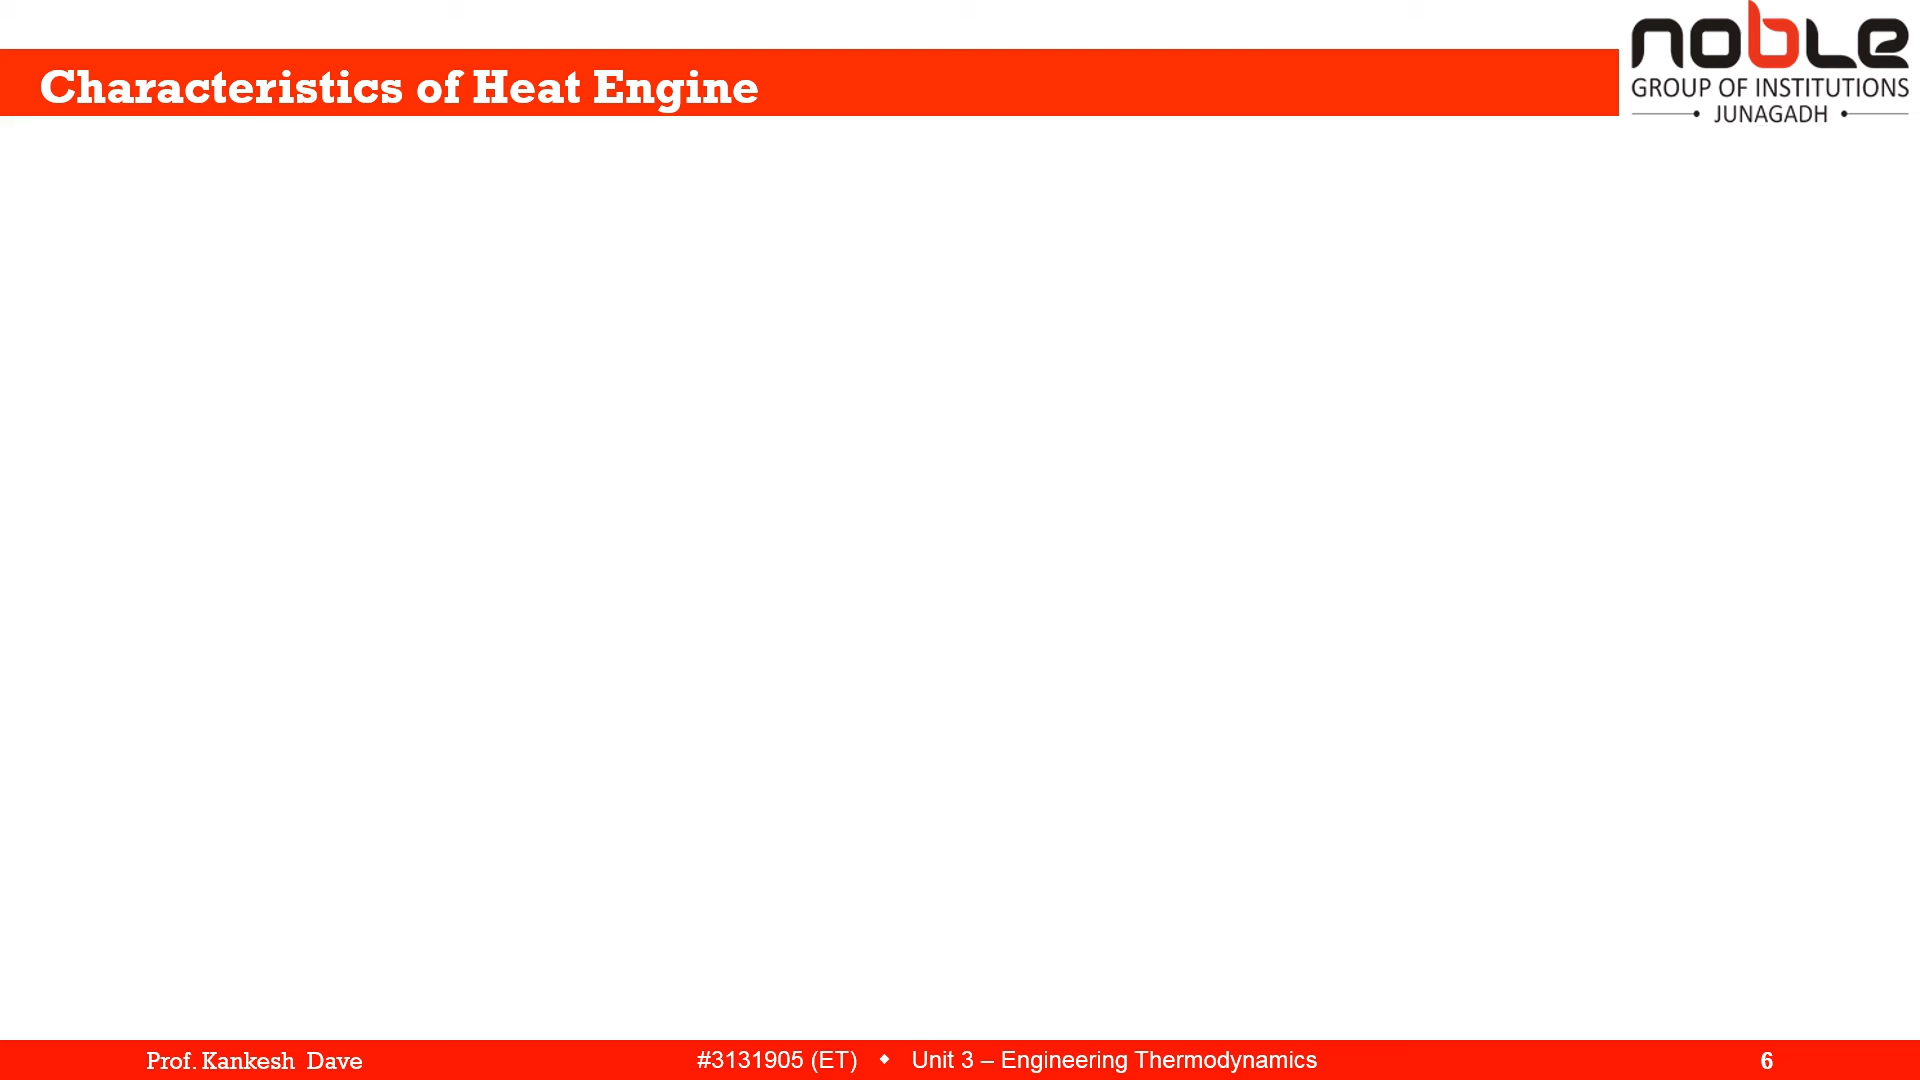 Characteristics of Heat Engine
noble
GROUP OF INSTITUTIONS
• JUNAGADH •
Prof. Kankesh Dave
#3131905 (ET) ⬥ Unit 3 – Engineering Thermodynamics
6